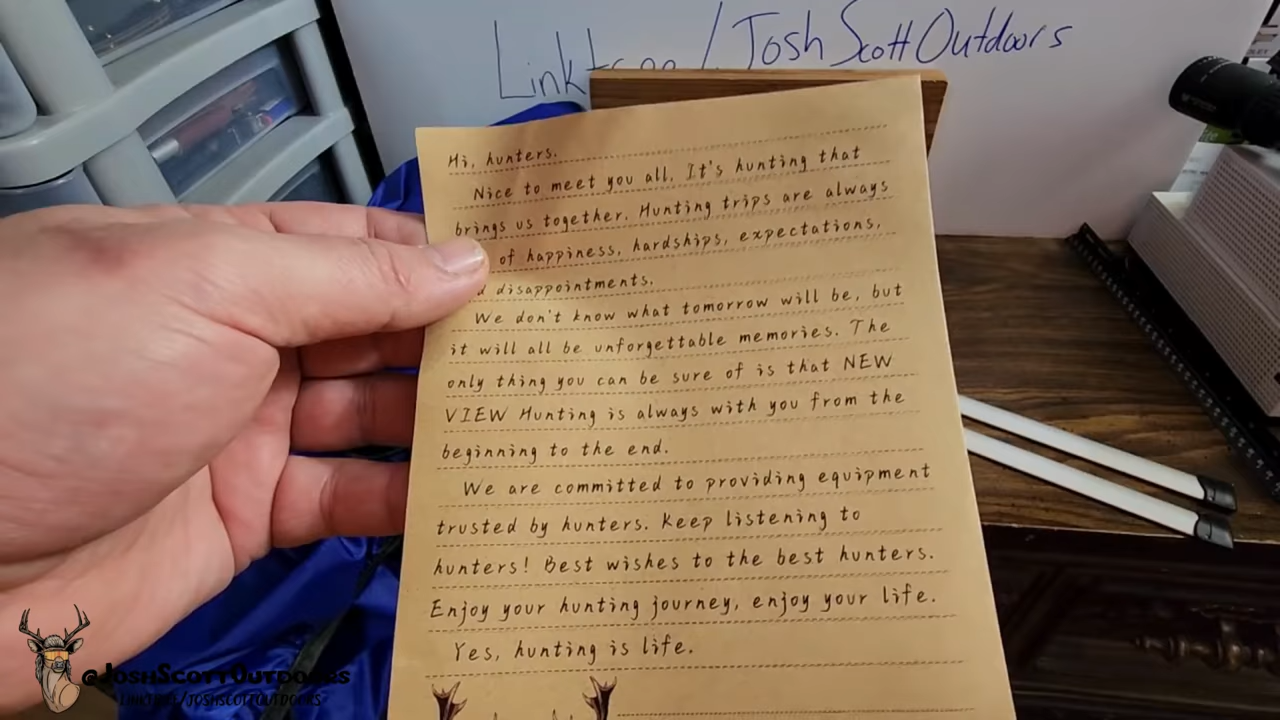 Linktree/JoshScottOutdoors
Hi, hunters.
Nice to meet you all. It's hunting that
brings us together. Hunting trips are always
of happiness, hardships, expectations,
disappointments.
We don't know what tomorrow will be, but
it will all be unforgettable memories. The
only thing you can be sure of is that NEW
VIEW Hunting is always with you from the
beginning to the end.
We are committed to providing equipment
trusted by hunters. Keep listening to
hunters! Best wishes to the best hunters.
Enjoy your hunting journey, enjoy your life.
Yes, hunting is life.
@JoshScottOutdoors
Linktree/joshscottoutdoors